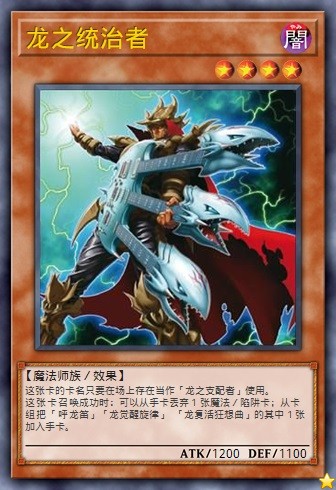 龙之统治者
闇
【魔法师族／效果】
这张卡的卡名只要在场上存在当作「龙之支配者」使用。
这张卡召唤成功时；可以从手卡丢弃1张魔法／陷阱卡；从卡
组把「呼龙笛」「龙觉醒旋律」「龙复活狂想曲」的其中1张
加入手卡。
ATK/1200 DEF/1100